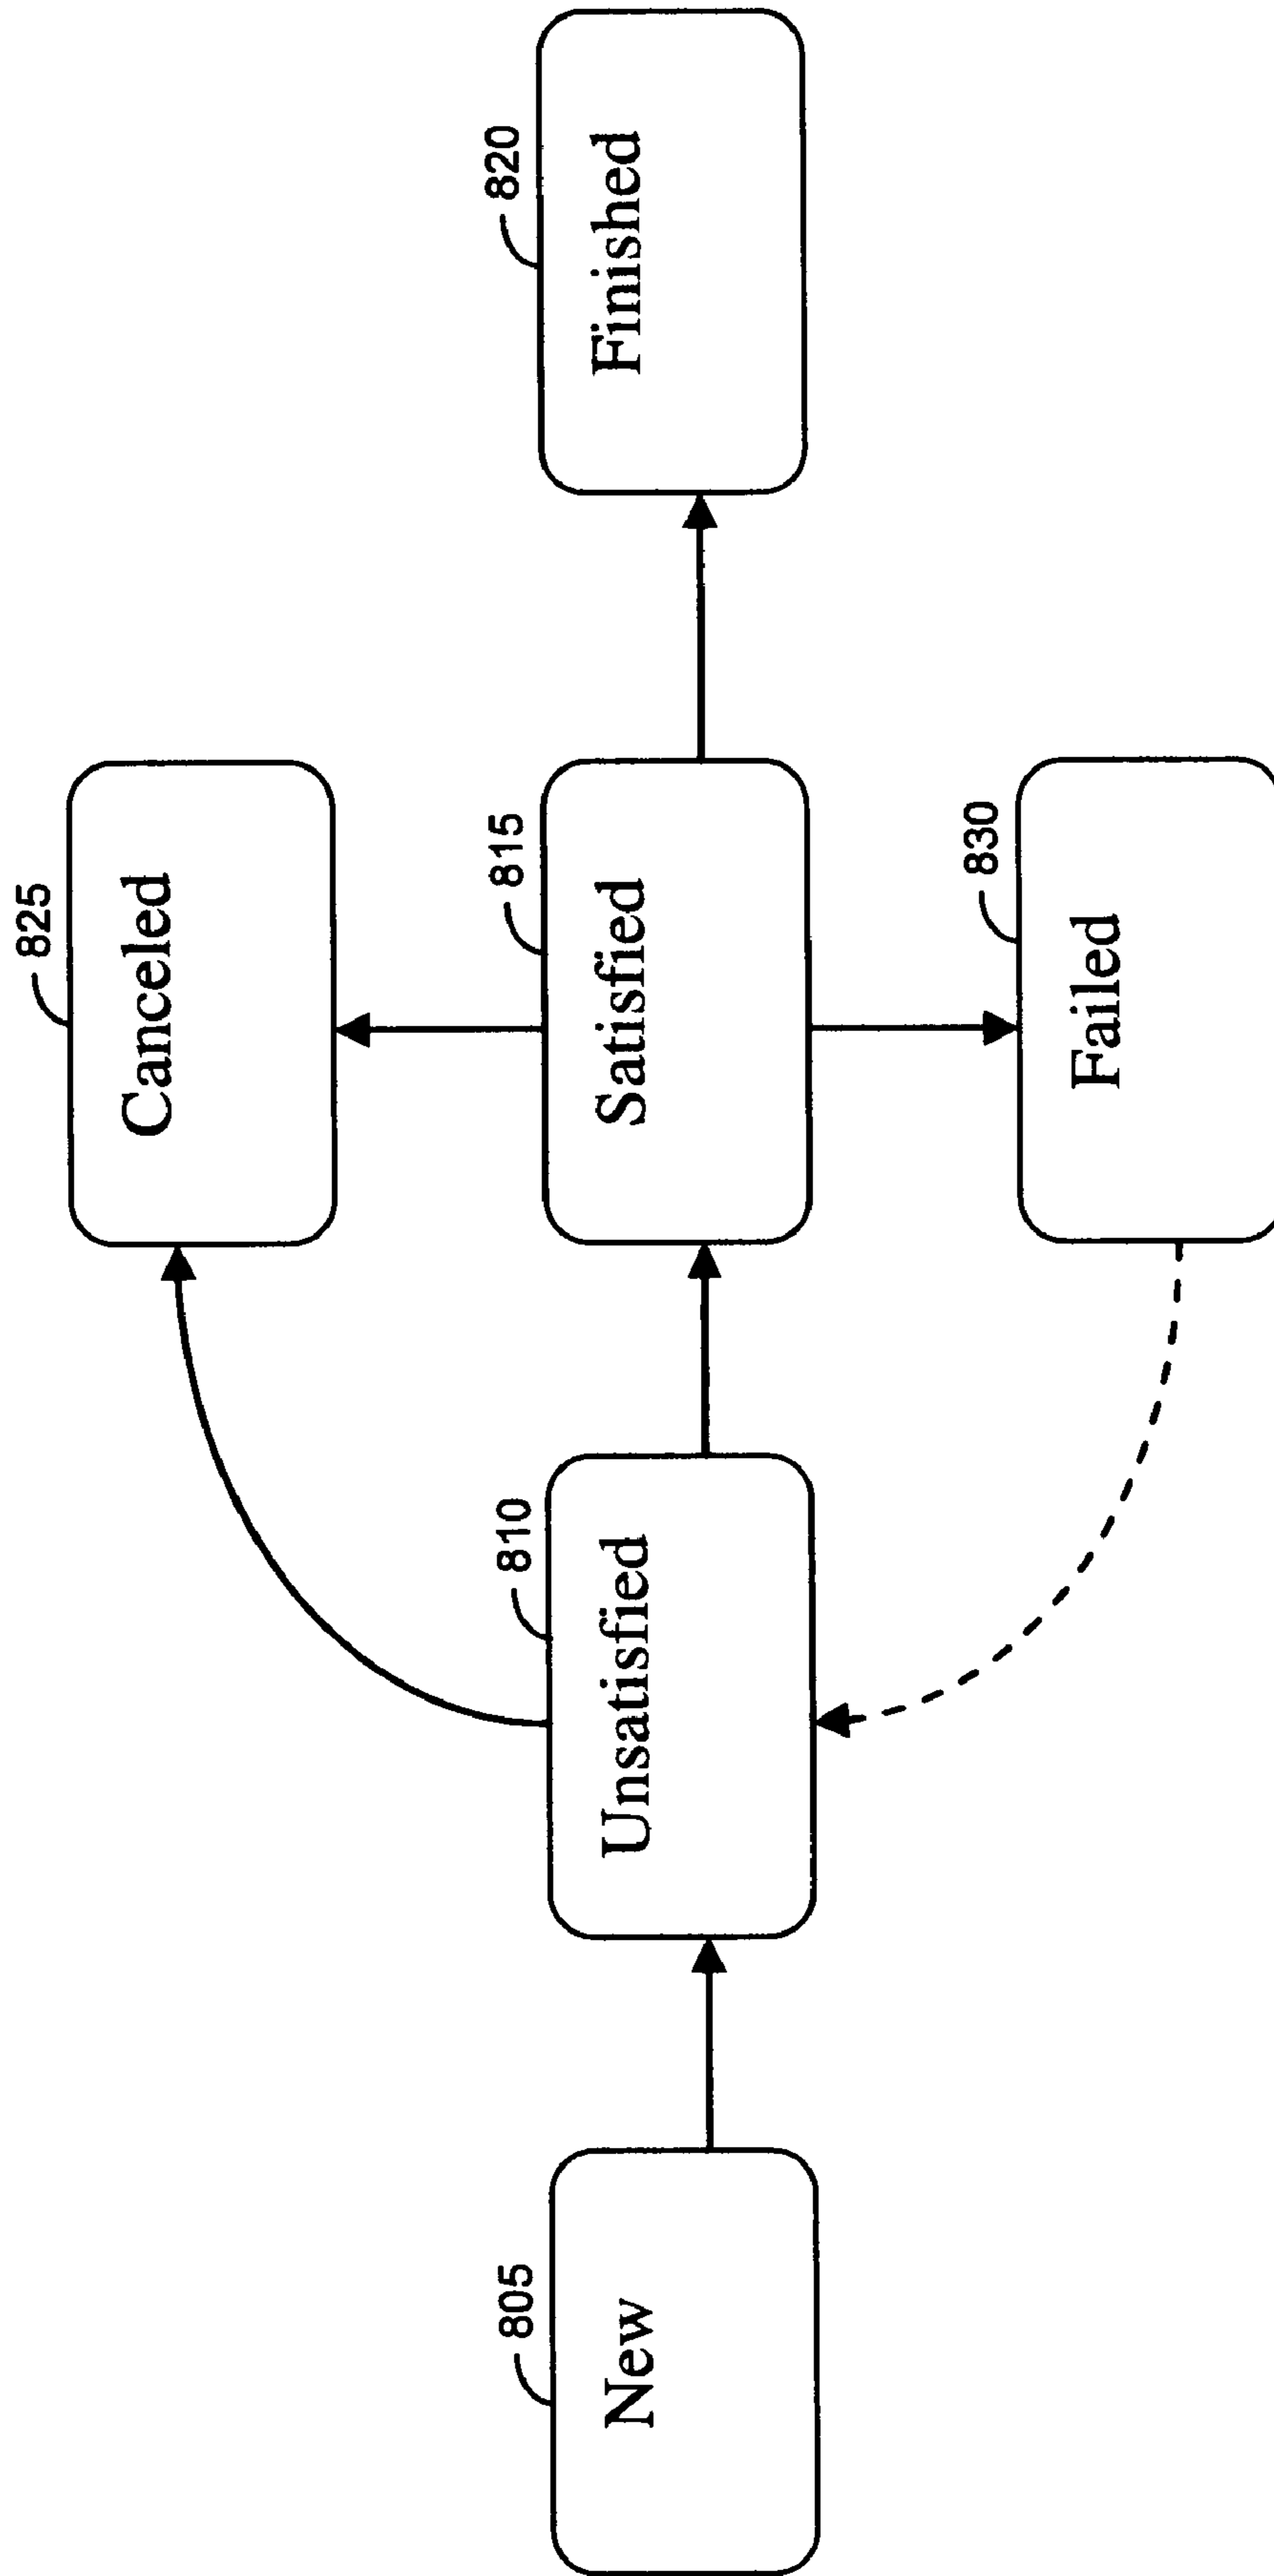 825
Canceled
805
New
810
Unsatisfied
815
Satisfied
820
Finished
830
Failed